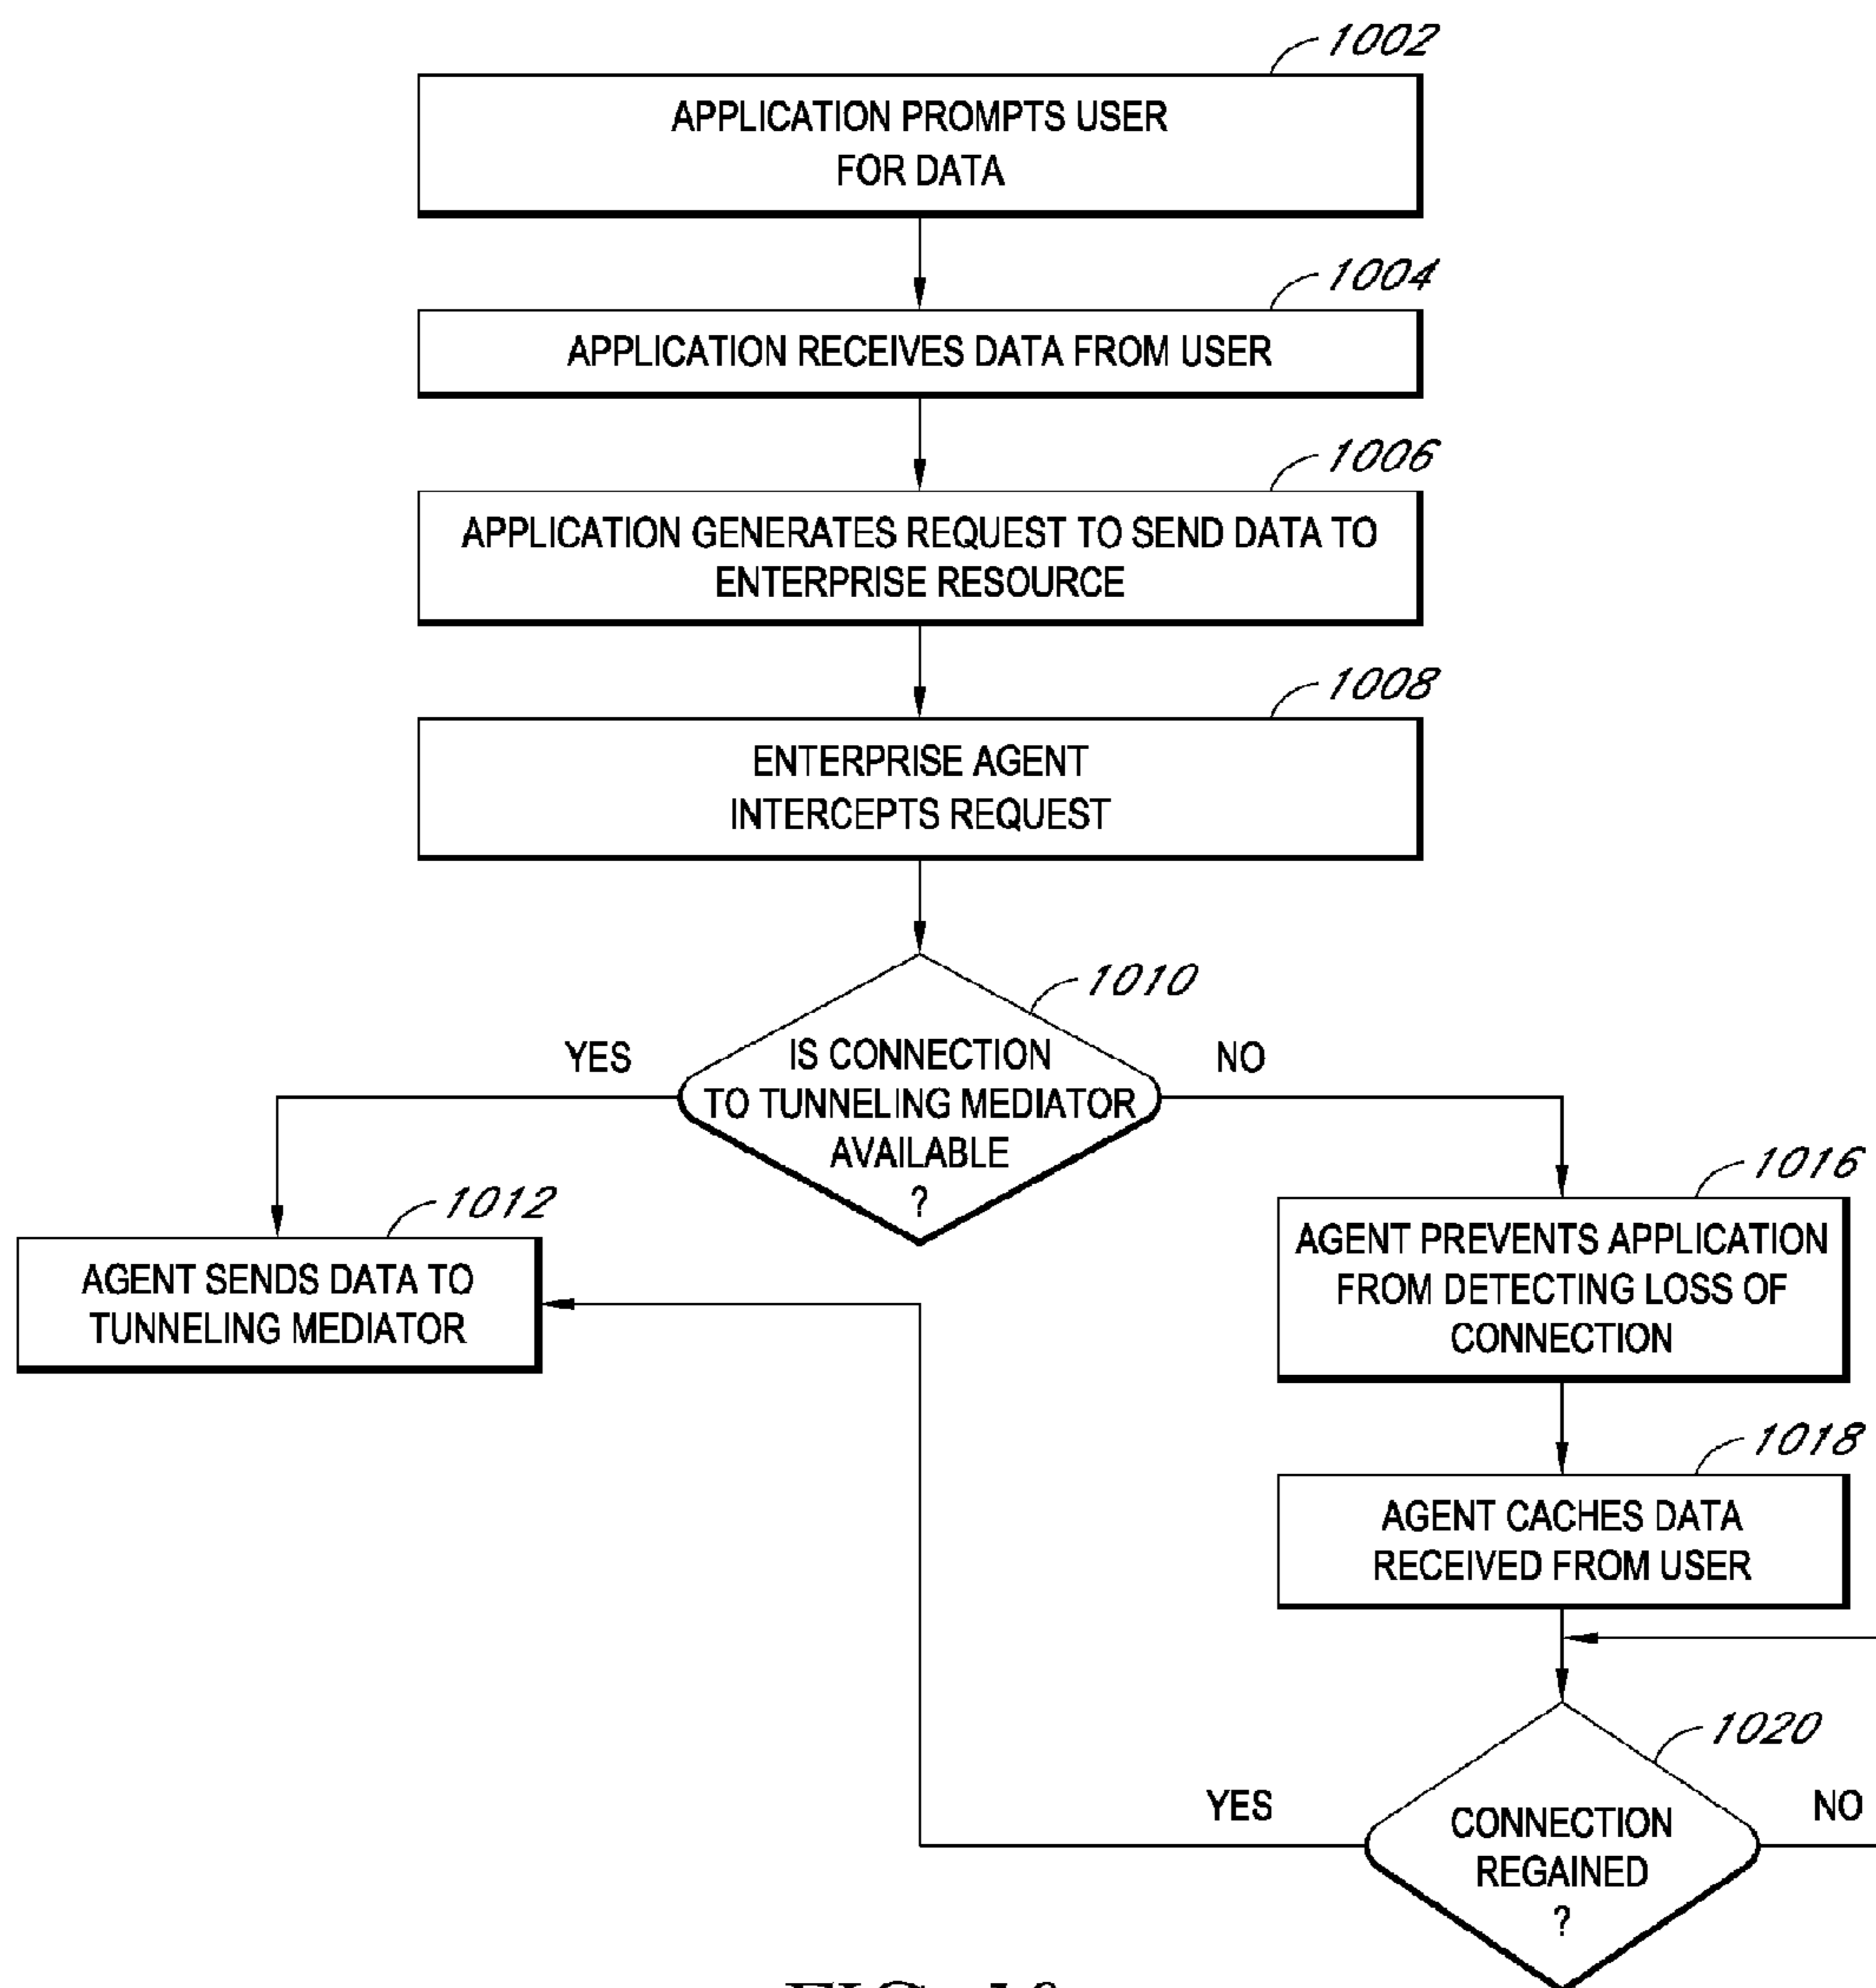 1002
APPLICATION PROMPTS USER
FOR DATA
1004
APPLICATION RECEIVES DATA FROM USER
1006
APPLICATION GENERATES REQUEST TO SEND DATA TO
ENTERPRISE RESOURCE
1008
ENTERPRISE AGENT
INTERCEPTS REQUEST
1010
YES
IS CONNECTION
TO TUNNELING MEDIATOR
AVAILABLE
?
NO
1012
AGENT SENDS DATA TO
TUNNELING MEDIATOR
1016
AGENT PREVENTS APPLICATION
FROM DETECTING LOSS OF
CONNECTION
1018
AGENT CACHES DATA
RECEIVED FROM USER
1020
YES
CONNECTION
REGAINED
?
NO